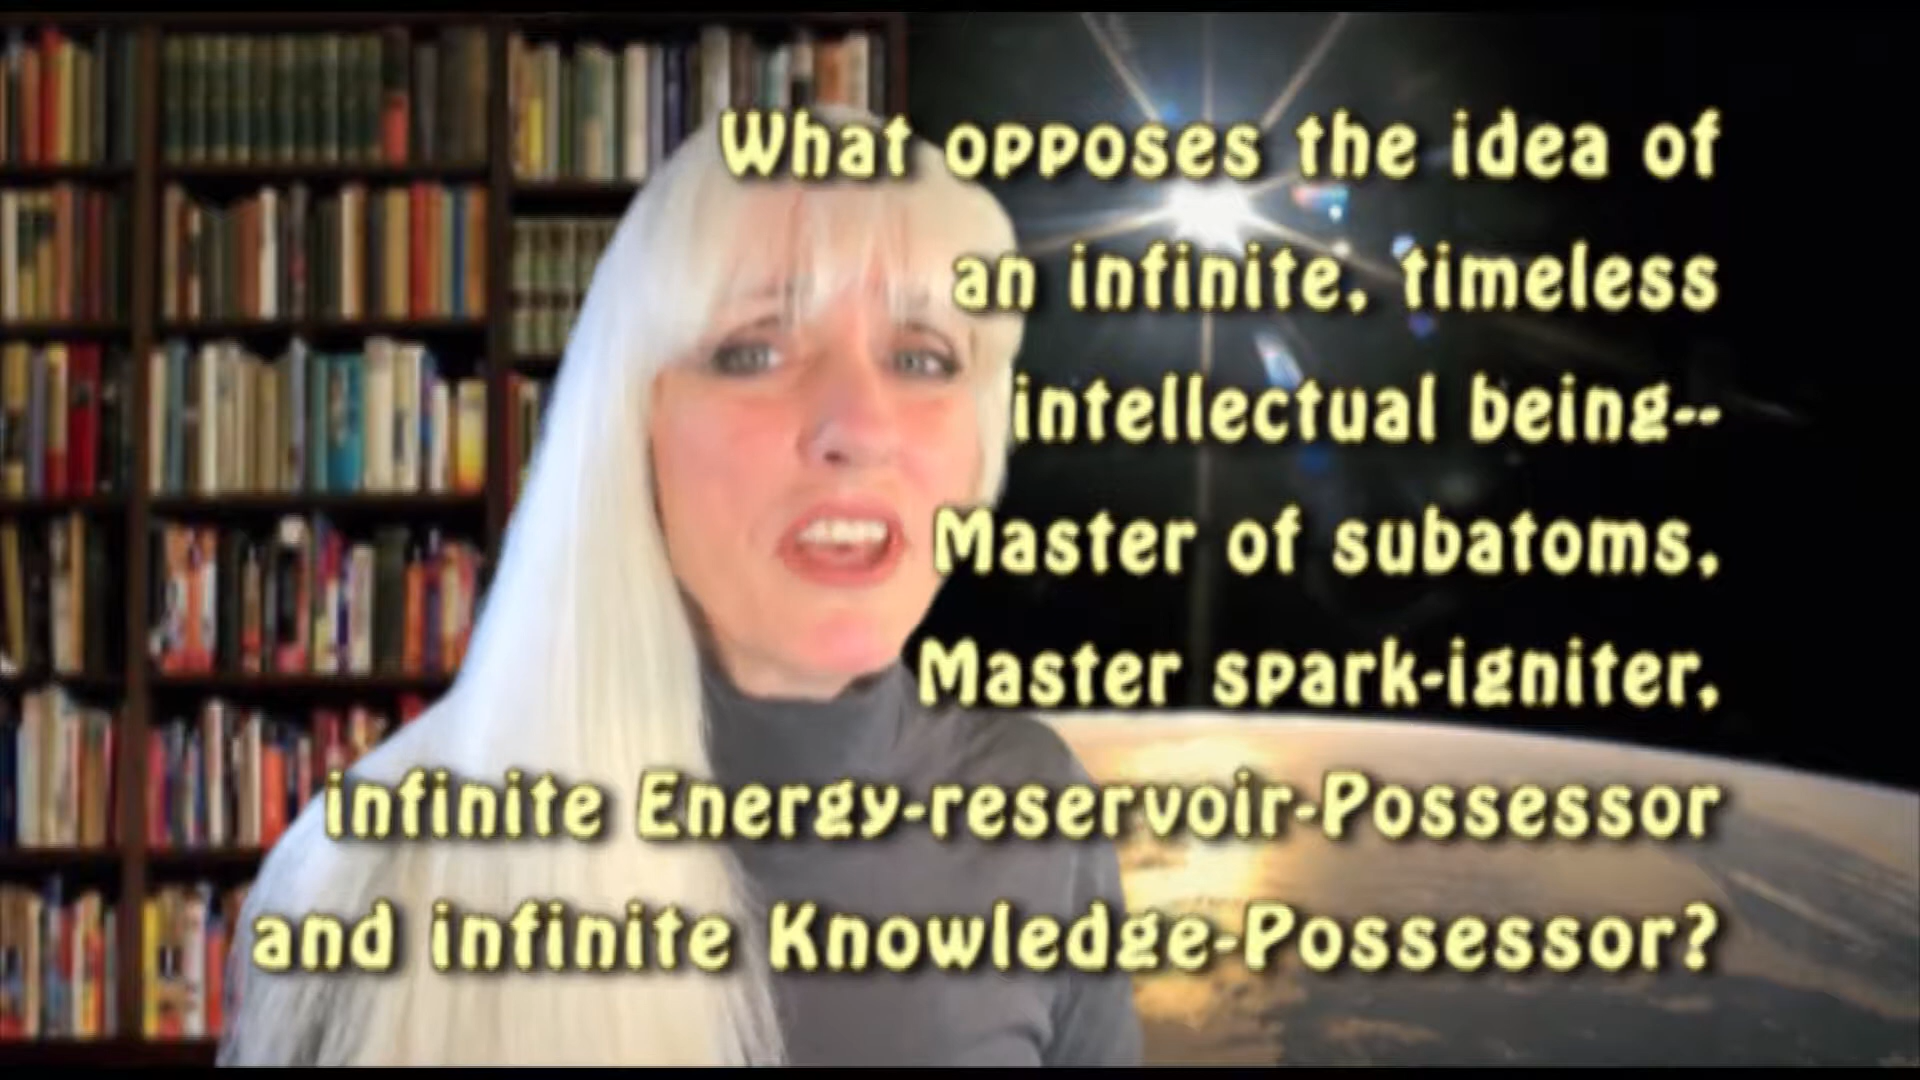 What opposes the idea of
an infinite, timeless
intellectual being--
Master of subatoms,
Master spark-igniter,
infinite Energy-reservoir-Possessor
and infinite Knowledge-Possessor?